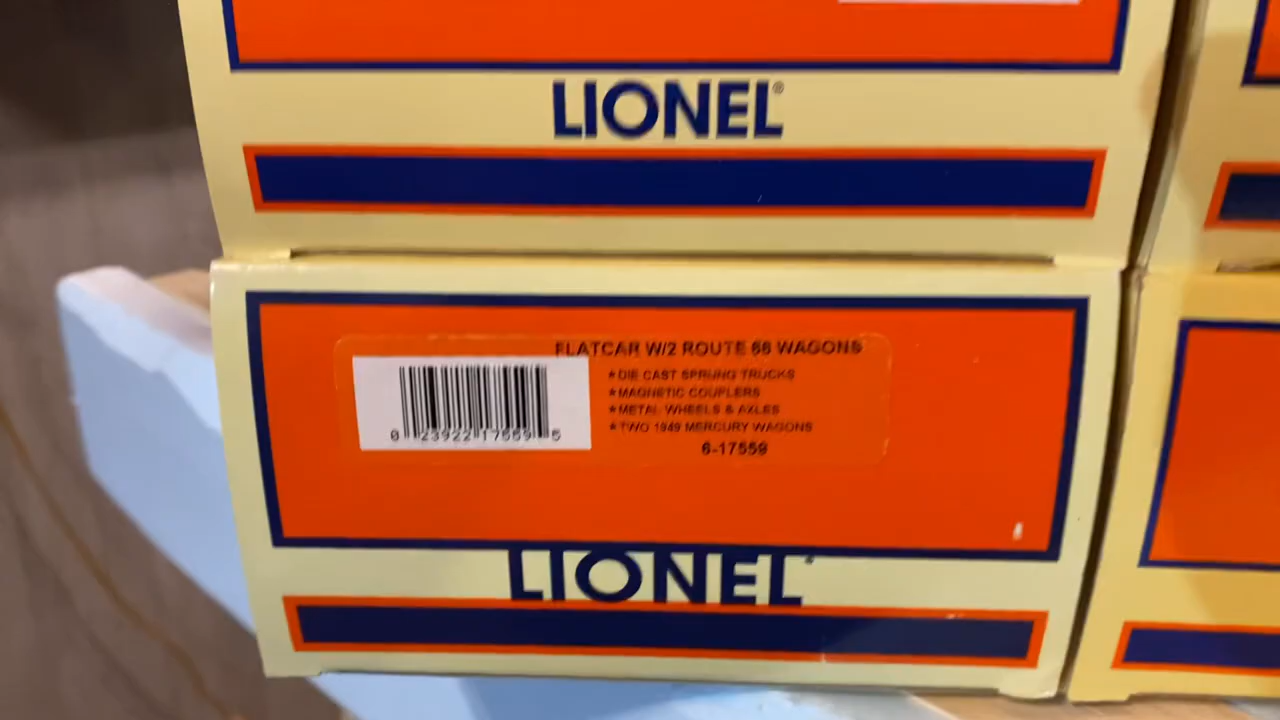 LIONEL®
FLATCAR W/2 ROUTE 66 WAGONS
★DIE CAST SPRUNG TRUCKS
★MAGNETIC COUPLERS
★METAL WHEELS & AXLES
★TWO 1949 MERCURY WAGONS
6-17559
0 23922 17559 5
LIONEL